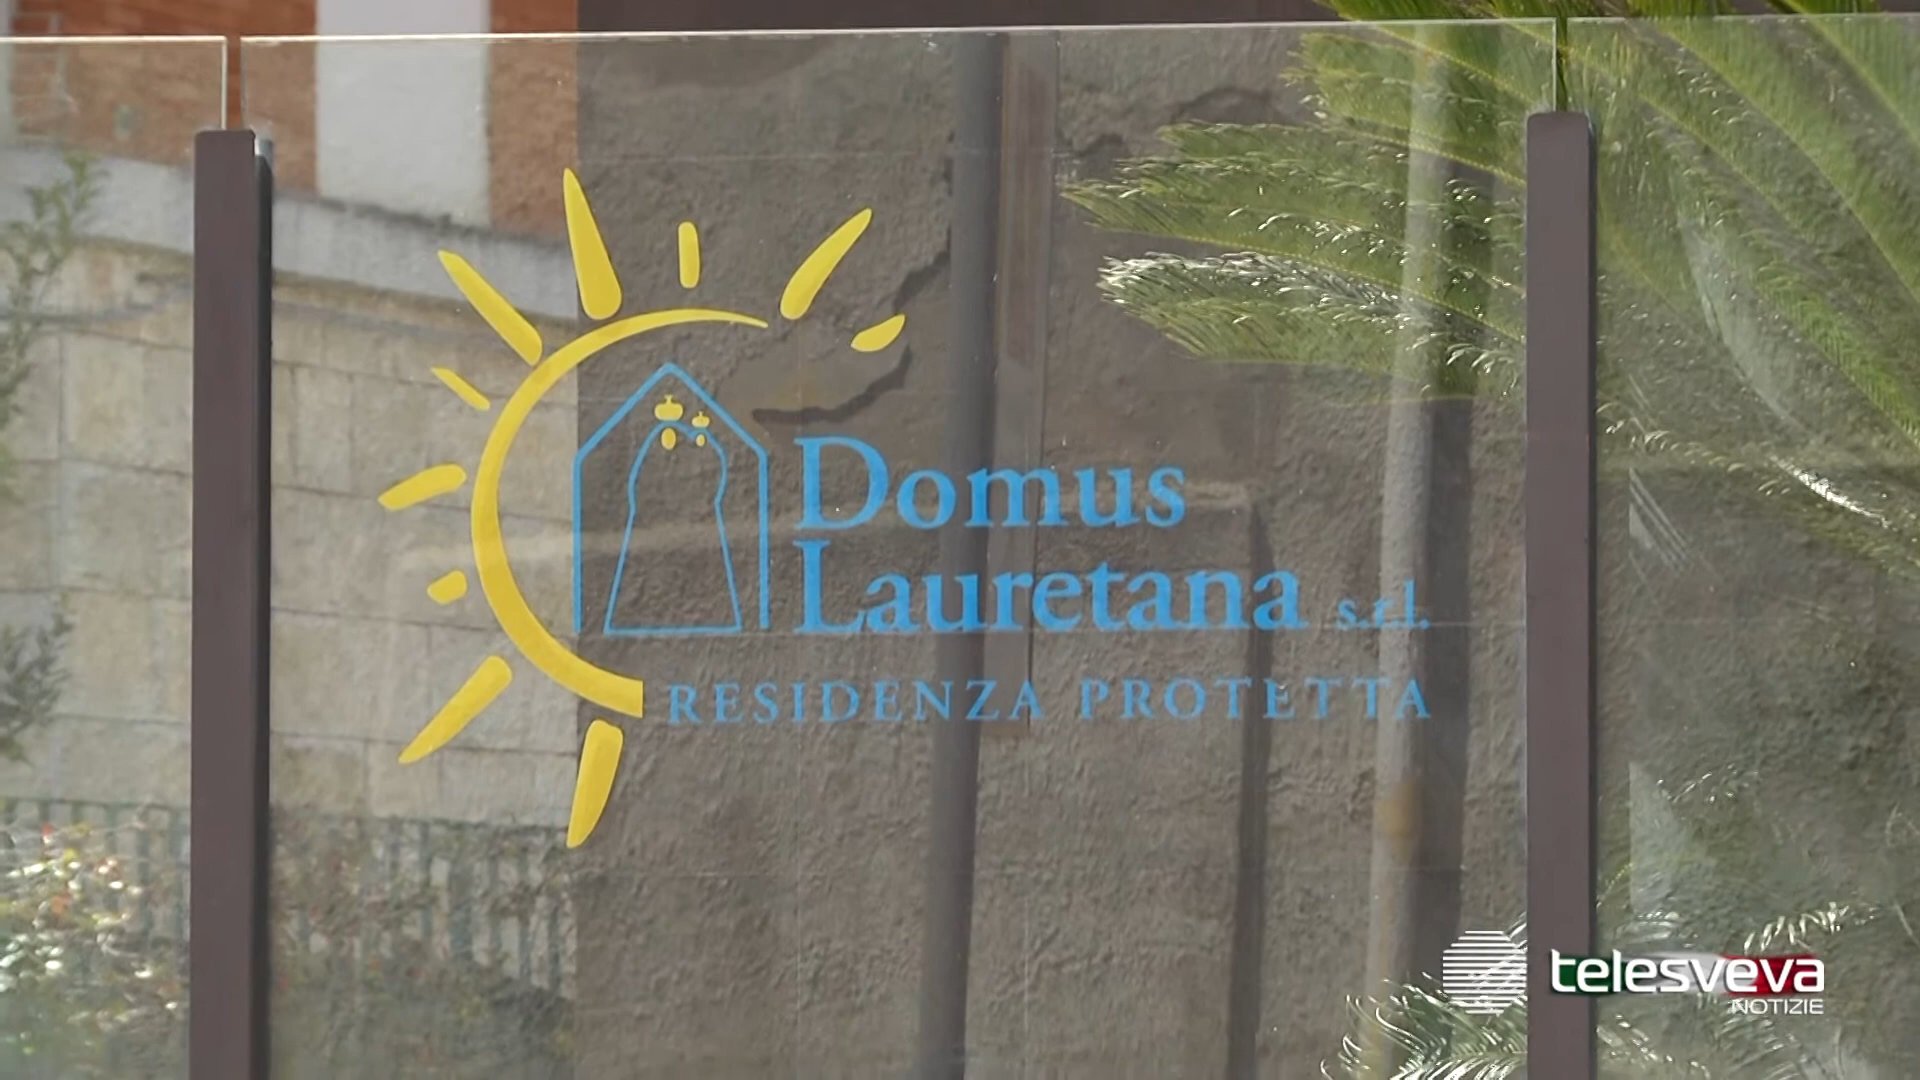 Domus
Lauretana s.r.l.
RESIDENZA PROTETTA
telesveva
NOTIZIE